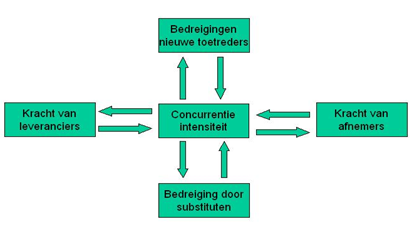 Bedreigingen
nieuwe toetreders
Kracht van
leveranciers
Concurrentie
intensiteit
Kracht van
afnemers
Bedreiging door
substituten